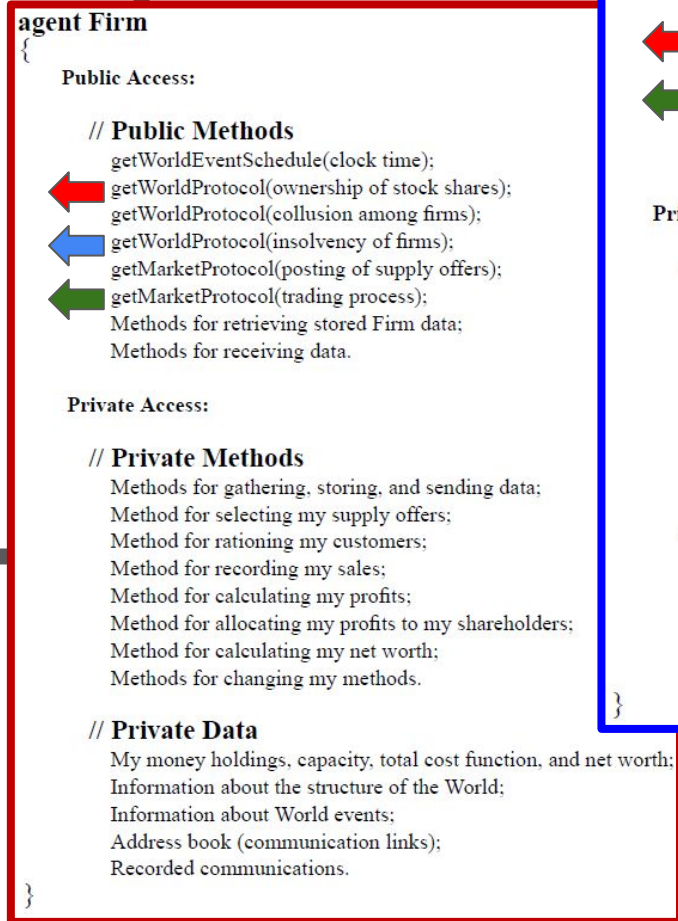 agent Firm
{
Public Access:
// Public Methods
getWorldEventSchedule(clock time);
getWorldProtocol(ownership of stock shares);
getWorldProtocol(collusion among firms);
getWorldProtocol(insolvency of firms);
getMarketProtocol(posting of supply offers);
getMarketProtocol(trading process);
Methods for retrieving stored Firm data;
Methods for receiving data.
Private Access:
// Private Methods
Methods for gathering, storing, and sending data;
Method for selecting my supply offers;
Method for rationing my customers;
Method for recording my sales;
Method for calculating my profits;
Method for allocating my profits to my shareholders;
Method for calculating my net worth;
Methods for changing my methods.
// Private Data
My money holdings, capacity, total cost function, and net worth;
Information about the structure of the World;
Information about World events;
Address book (communication links);
Recorded communications.
}
}